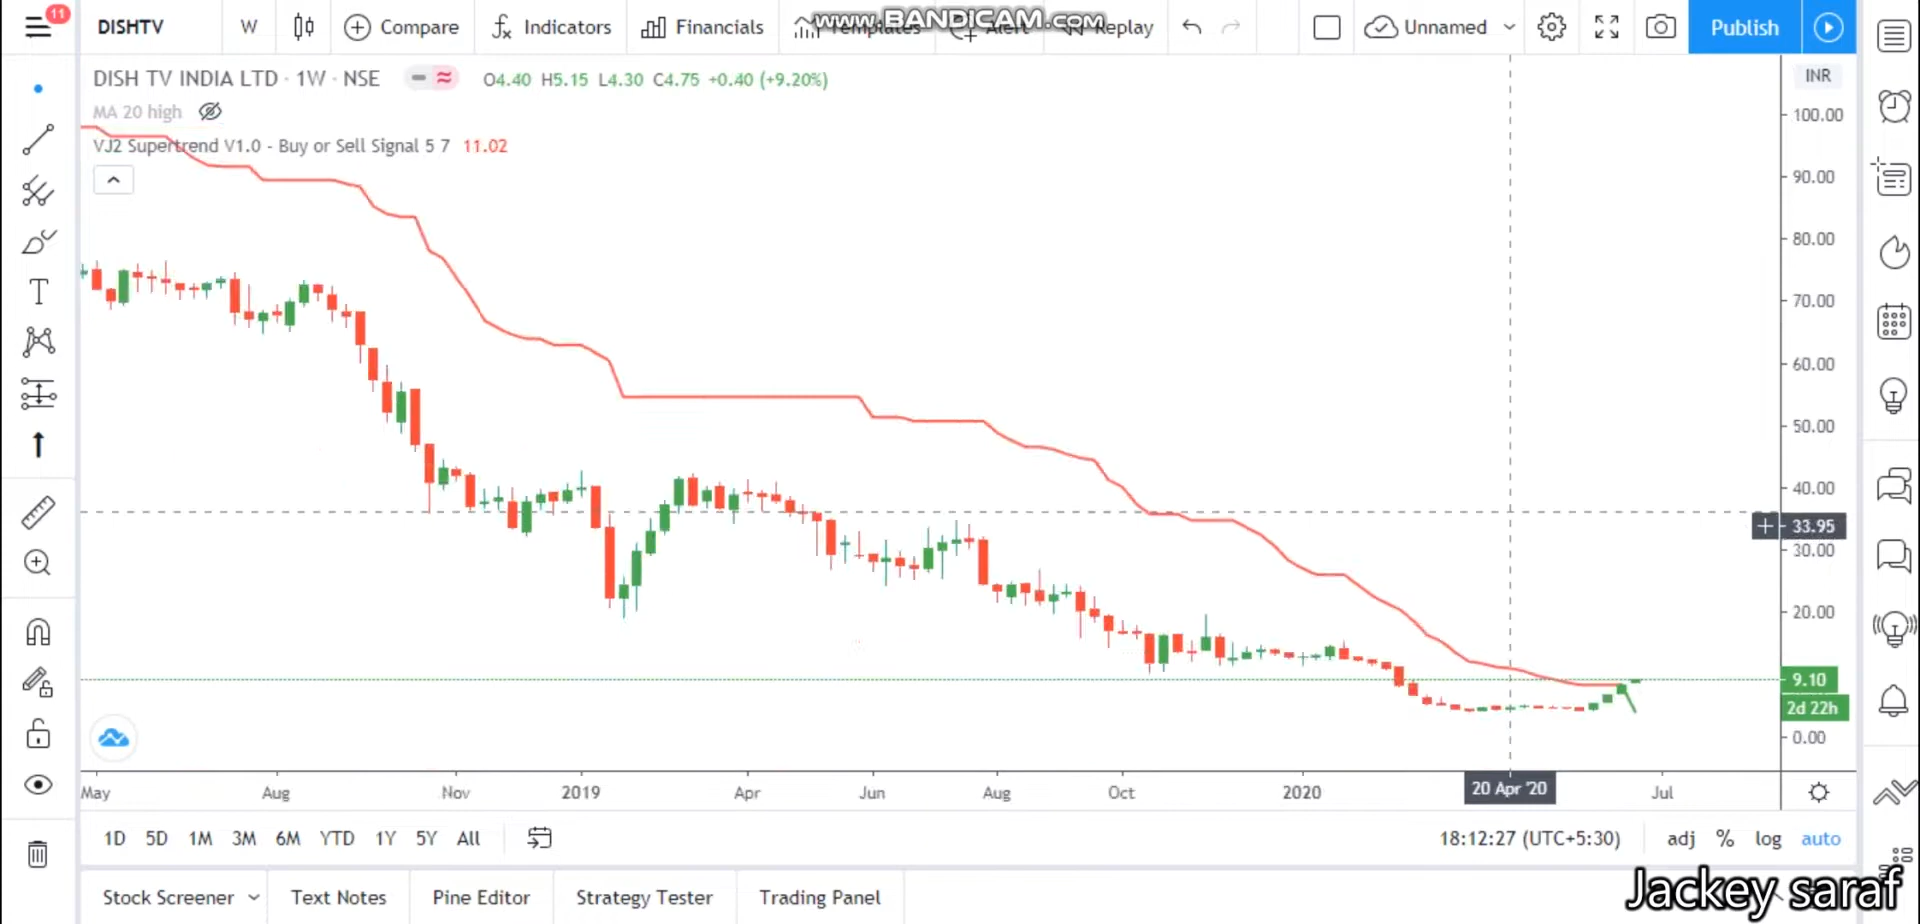 11
DISHTV
W
Compare
Indicators
Financials
Templates
Alert
Replay
www.BANDICAM.com
Unnamed
Publish
DISH TV INDIA LTD · 1W · NSE
O4.40 H5.15 L4.30 C4.75 +0.40 (+9.20%)
INR
MA 20 high
VJ2 Supertrend V1.0 - Buy or Sell Signal 5 7 11.02
100.00
90.00
80.00
70.00
60.00
50.00
40.00
33.95
30.00
20.00
9.10
2d 22h
0.00
May
Aug
Nov
2019
Apr
Jun
Aug
Oct
2020
20 Apr '20
Jul
1D 5D 1M 3M 6M YTD 1Y 5Y All
18:12:27 (UTC+5:30)
adj % log auto
Stock Screener
Text Notes
Pine Editor
Strategy Tester
Trading Panel
Jackey saraf